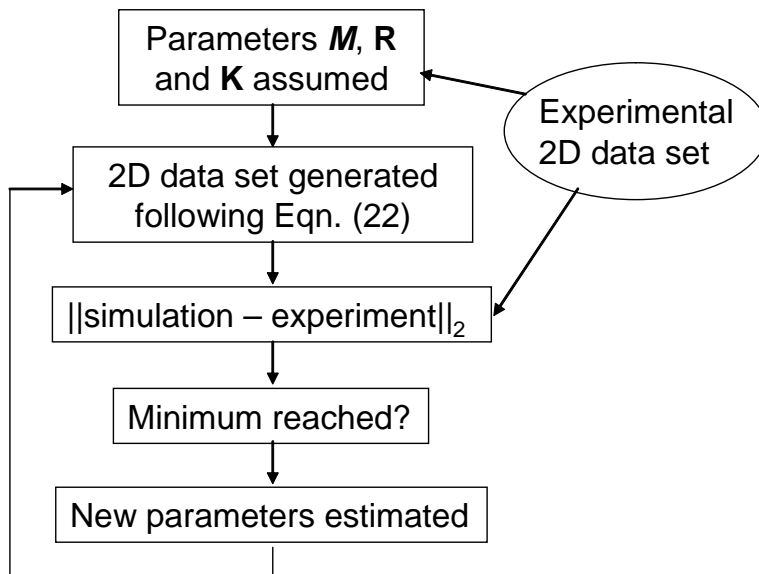 Parameters M, R
and K assumed
Experimental
2D data set
2D data set generated
following Eqn. (22)
||simulation – experiment||2
Minimum reached?
New parameters estimated